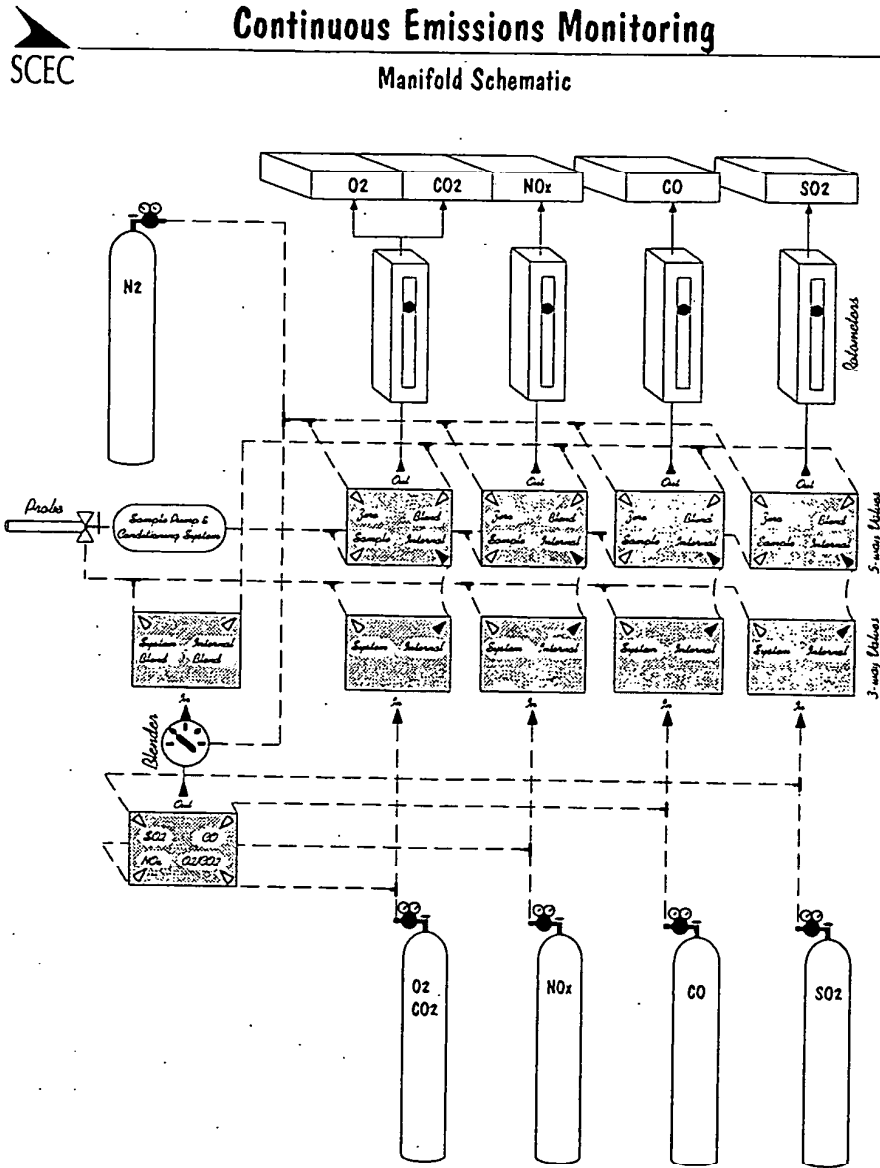 Continuous Emissions Monitoring
SCEC
Manifold Schematic
O2 CO2 NOx CO SO2
N2
Rotameters
Out Out Out Out
Probe
Sample Pump &
Conditioning System
Zero Blend Zero Blend Zero Blend Zero Blend
Sample Internal Sample Internal Sample Internal Sample Internal
5-way Valves
System Internal
Blend Blend
System Internal System Internal System Internal System Internal
3-way Valves
In In In In In
Blender
Out
SO2 CO
NOx O2/CO2
O2
CO2
NOx
CO
SO2